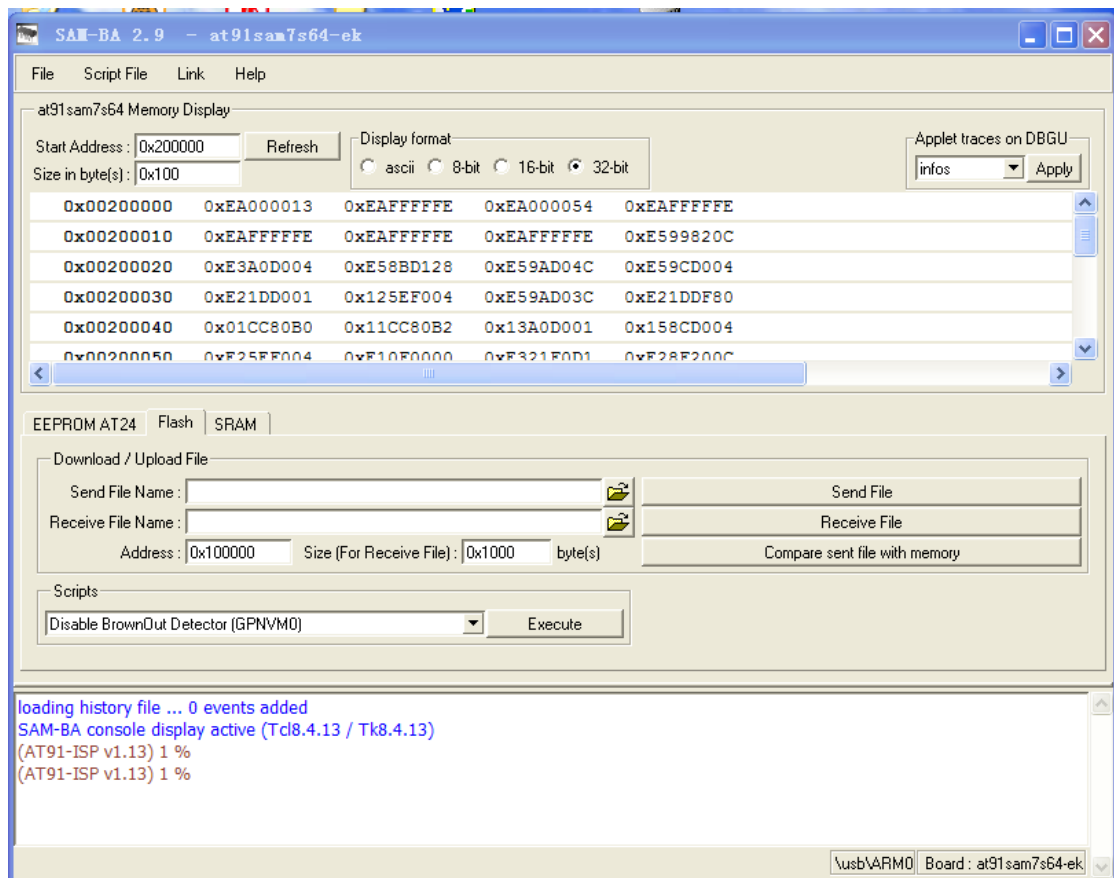 SAM-BA 2.9 - at91sam7s64-ek
File Script File Link Help
at91sam7s64 Memory Display
Start Address : 0x200000 Refresh
Size in byte(s) : 0x100
Display format
ascii 8-bit 16-bit 32-bit
Applet traces on DBGU
infos Apply
0x00200000 0xEA000013 0xEAFFFFFE 0xEA000054 0xEAFFFFFE
0x00200010 0xEAFFFFFE 0xEAFFFFFE 0xEAFFFFFE 0xE599820C
0x00200020 0xE3A0D004 0xE58BD128 0xE59AD04C 0xE59CD004
0x00200030 0xE21DD001 0x125EF004 0xE59AD03C 0xE21DDF80
0x00200040 0x01CC80B0 0x11CC80B2 0x13A0D001 0x158CD004
0x00200050 0xE25EF004 0xE10F0000 0xE321F0D1 0xE28F200C
EEPROM AT24 Flash SRAM
Download / Upload File
Send File Name : Send File
Receive File Name : Receive File
Address : 0x100000 Size (For Receive File) : 0x1000 byte(s) Compare sent file with memory
Scripts
Disable BrownOut Detector (GPNVM0) Execute
loading history file ... 0 events added
SAM-BA console display active (Tcl8.4.13 / Tk8.4.13)
(AT91-ISP v1.13) 1 %
(AT91-ISP v1.13) 1 %
\usb\ARM0 Board : at91sam7s64-ek